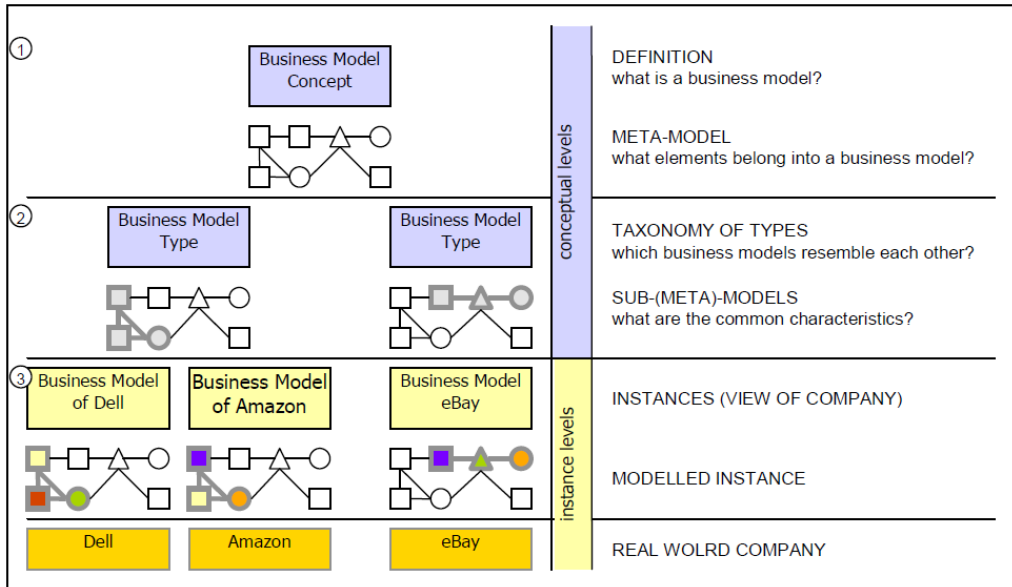 1
Business Model
Concept
DEFINITION
what is a business model?
META-MODEL
what elements belong into a business model?
conceptual levels
2
Business Model
Type
Business Model
Type
TAXONOMY OF TYPES
which business models resemble each other?
SUB-(META)-MODELS
what are the common characteristics?
3
Business Model
of Dell
Business Model
of Amazon
Business Model
eBay
INSTANCES (VIEW OF COMPANY)
instance levels
MODELLED INSTANCE
Dell
Amazon
eBay
REAL WOLRD COMPANY